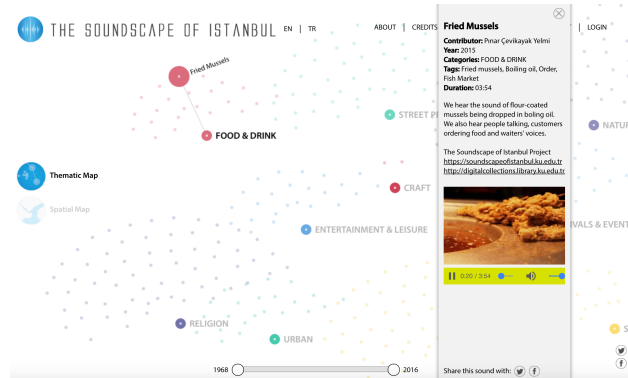 THE SOUNDSCAPE OF ISTANBUL
EN | TR
ABOUT | CREDITS
| LOGIN
Fried Mussels
FOOD & DRINK
STREET
NATUR
Thematic Map
Spatial Map
CRAFT
ENTERTAINMENT & LEISURE
VALS & EVENT
RELIGION
URBAN
S
1968
2016
Fried Mussels
Contributor: Pınar Çevikayak Yelmi
Year: 2015
Categories: FOOD & DRINK
Tags: Fried mussels, Boiling oil, Order,
Fish Market
Duration: 03:54
We hear the sound of flour-coated
mussels being dropped in boling oil.
We also hear people talking, customers
ordering food and waiters' voices.
The Soundscape of Istanbul Project
https://soundscapeofistanbul.ku.edu.tr
http://digitalcollections.library.ku.edu.tr
0:20 / 3:54
Share this sound with: